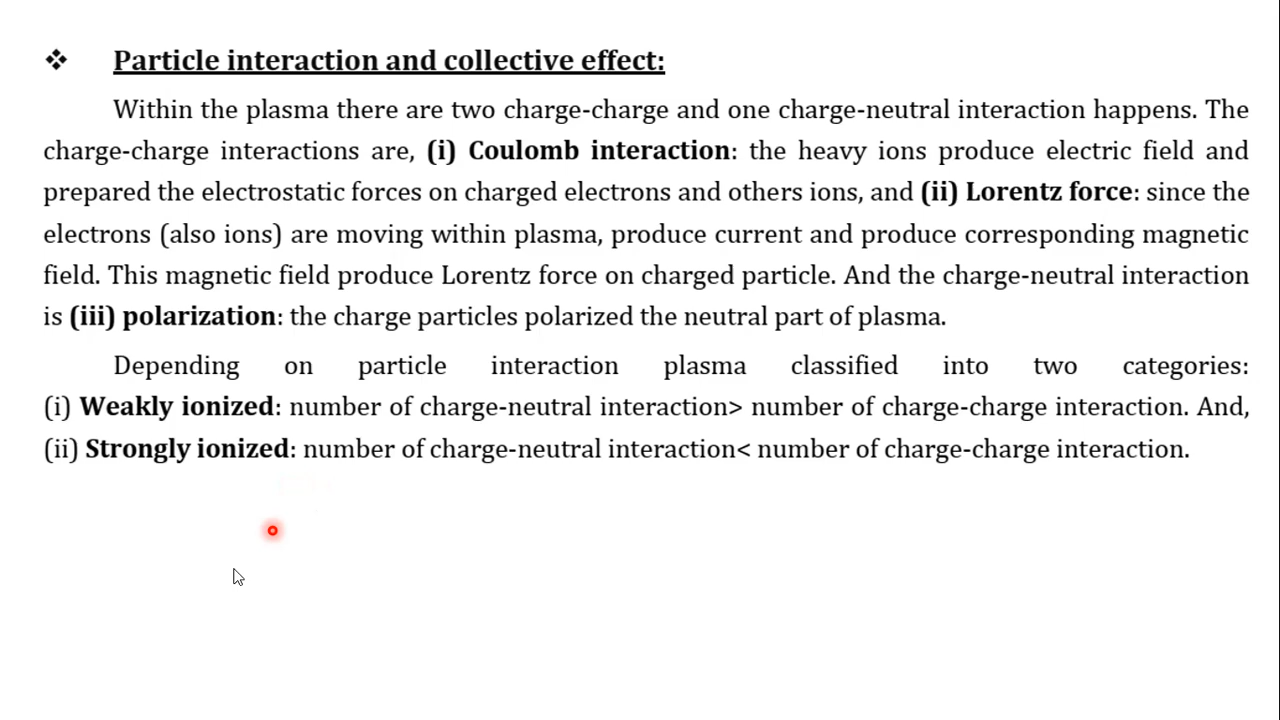 ❖ Particle interaction and collective effect:
Within the plasma there are two charge-charge and one charge-neutral interaction happens. The
charge-charge interactions are, (i) Coulomb interaction: the heavy ions produce electric field and
prepared the electrostatic forces on charged electrons and others ions, and (ii) Lorentz force: since the
electrons (also ions) are moving within plasma, produce current and produce corresponding magnetic
field. This magnetic field produce Lorentz force on charged particle. And the charge-neutral interaction
is (iii) polarization: the charge particles polarized the neutral part of plasma.
Depending on particle interaction plasma classified into two categories:
(i) Weakly ionized: number of charge-neutral interaction> number of charge-charge interaction. And,
(ii) Strongly ionized: number of charge-neutral interaction< number of charge-charge interaction.